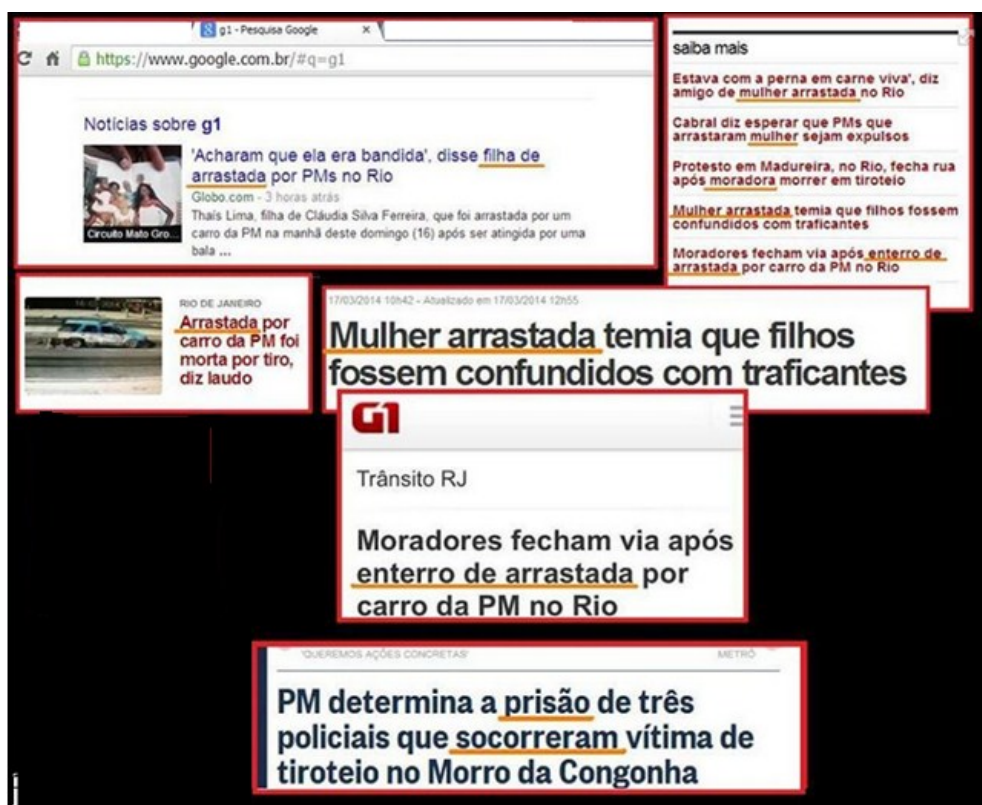 g1 - Pesquisa Google
https://www.google.com.br/#q=g1
Notícias sobre g1
'Acharam que ela era bandida', disse filha de
arrastada por PMs no Rio
Globo.com - 3 horas atrás
Thaís Lima, filha de Cláudia Silva Ferreira, que foi arrastada por um
carro da PM na manhã deste domingo (16) após ser atingida por uma
bala ...
Circuito Mato Gro...
saiba mais
Estava com a perna em carne viva', diz
amigo de mulher arrastada no Rio
Cabral diz esperar que PMs que
arrastaram mulher sejam expulsos
Protesto em Madureira, no Rio, fecha rua
após moradora morrer em tiroteio
Mulher arrastada temia que filhos fossem
confundidos com traficantes
Moradores fecham via após enterro de
arrastada por carro da PM no Rio
RIO DE JANEIRO
Arrastada por
carro da PM foi
morta por tiro,
diz laudo
17/03/2014 10h42 - Atualizado em 17/03/2014 12h55
Mulher arrastada temia que filhos
fossem confundidos com traficantes
G1
Trânsito RJ
Moradores fecham via após
enterro de arrastada por
carro da PM no Rio
'QUEREMOS AÇÕES CONCRETAS'
METRÔ
PM determina a prisão de três
policiais que socorreram vítima de
tiroteio no Morro da Congonha